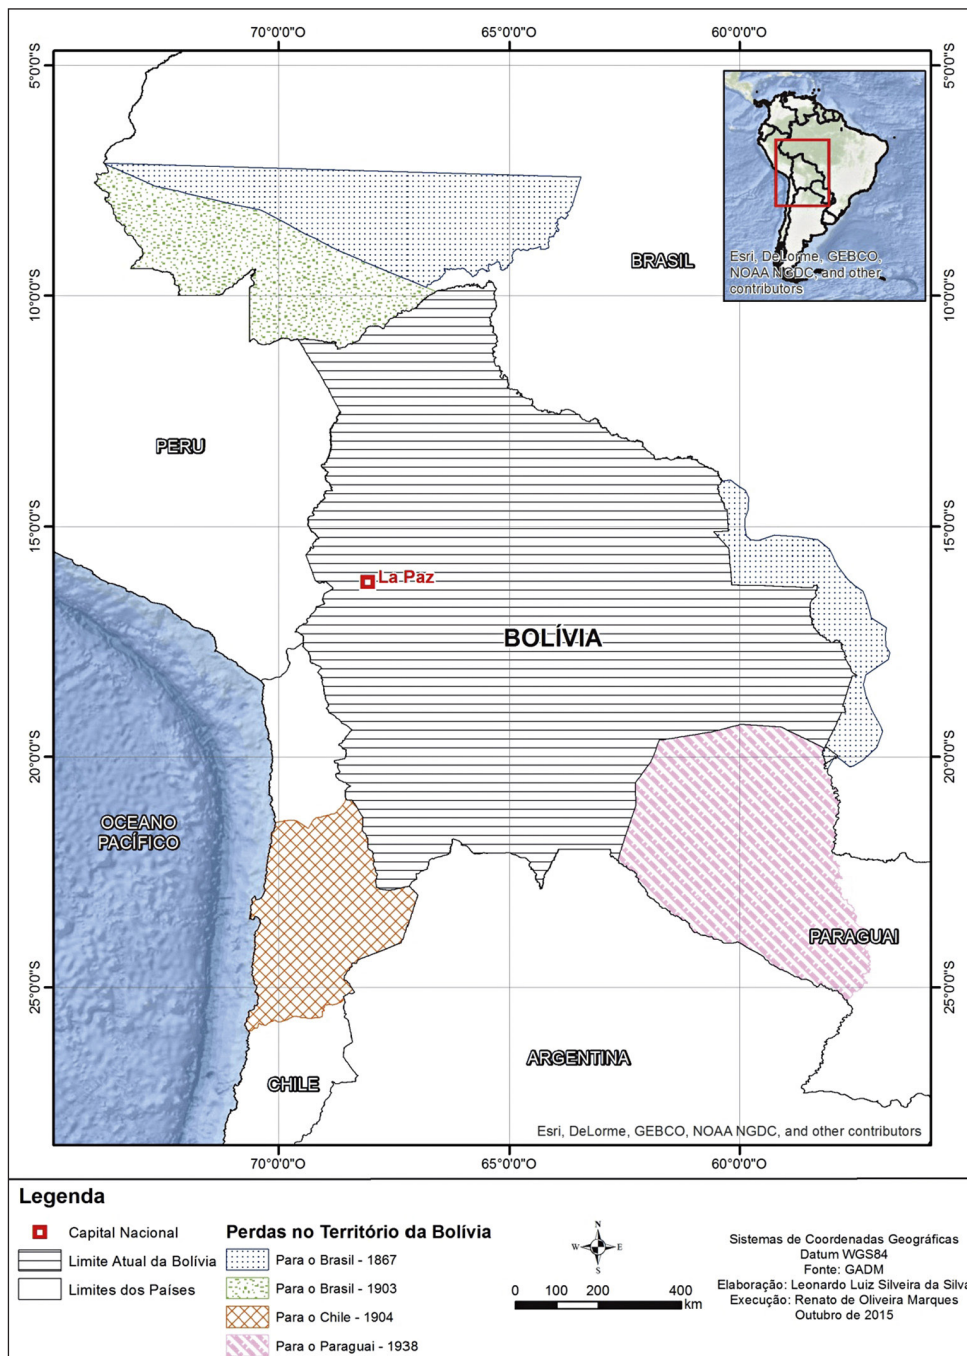 70°0'0"O
65°0'0"O
60°0'0"O
5°0'0"S
5°0'0"S
Esri, DeLorme, GEBCO,
NOAA NGDC, and other
contributors
BRASIL
10°0'0"S
10°0'0"S
PERU
15°0'0"S
15°0'0"S
La Paz
BOLÍVIA
20°0'0"S
20°0'0"S
OCEANO
PACÍFICO
PARAGUAI
25°0'0"S
25°0'0"S
ARGENTINA
CHILE
Esri, DeLorme, GEBCO, NOAA NGDC, and other contributors
70°0'0"O
65°0'0"O
60°0'0"O
Legenda
Capital Nacional
Limite Atual da Bolívia
Limites dos Países
Perdas no Território da Bolívia
Para o Brasil - 1867
Para o Brasil - 1903
Para o Chile - 1904
Para o Paraguai - 1938
N
W
E
S
0 100 200 400
km
Sistemas de Coordenadas Geográficas
Datum WGS84
Fonte: GADM
Elaboração: Leonardo Luiz Silveira da Silva
Execução: Renato de Oliveira Marques
Outubro de 2015